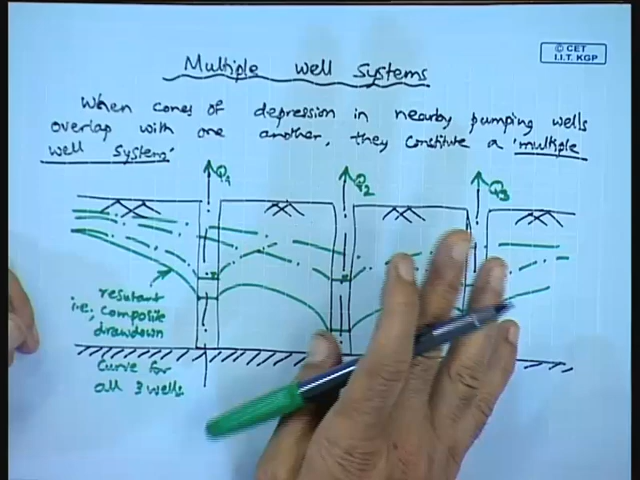 © CET
I.I.T. KGP
Multiple well systems
When cones of depression in nearby pumping wells
overlap with one another, they constitute a 'multiple
well system'
Q1
Q2
Q3
resutant
i.e; composite
drawdown
curve for
all 3 wells